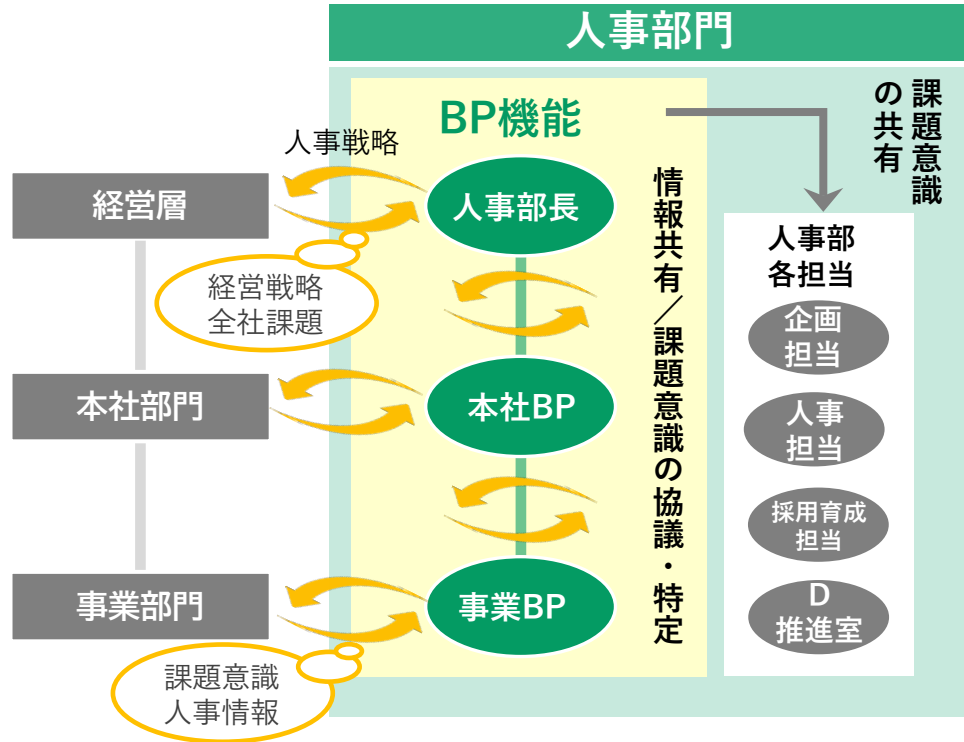 人事部門
BP機能
課題意識
の共有
人事戦略
経営層
人事部長
経営戦略
全社課題
情報共有／課題意識の協議・特定
人事部
各担当
企画
担当
本社部門
本社BP
人事
担当
採用育成
担当
事業部門
事業BP
D
推進室
課題意識
人事情報